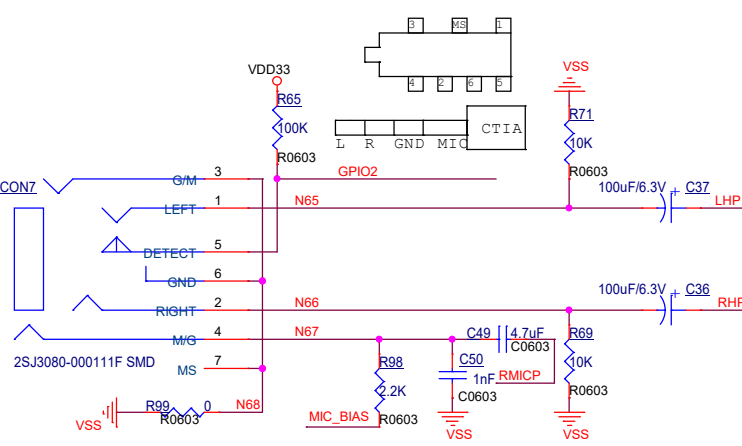 3 MS 1
VDD33
VSS
R65
4 2 6 5
100K
R71
L R GND MIC CTIA
10K
R0603
R0603
GPIO2
CON7
G/M 3
100uF/6.3V + C37
LEFT 1 N65
LHP
DETECT 5
GND 6
100uF/6.3V + C36
RIGHT 2 N66
RHP
M/G 4 N67
C49 4.7uF
R69
C0603
2SJ3080-000111F SMD
R98
C50
10K
MS 7
1nF RMICP
2.2K
C0603
R0603
R99 0 N68
R0603
MIC_BIAS
R0603
VSS
VSS
VSS